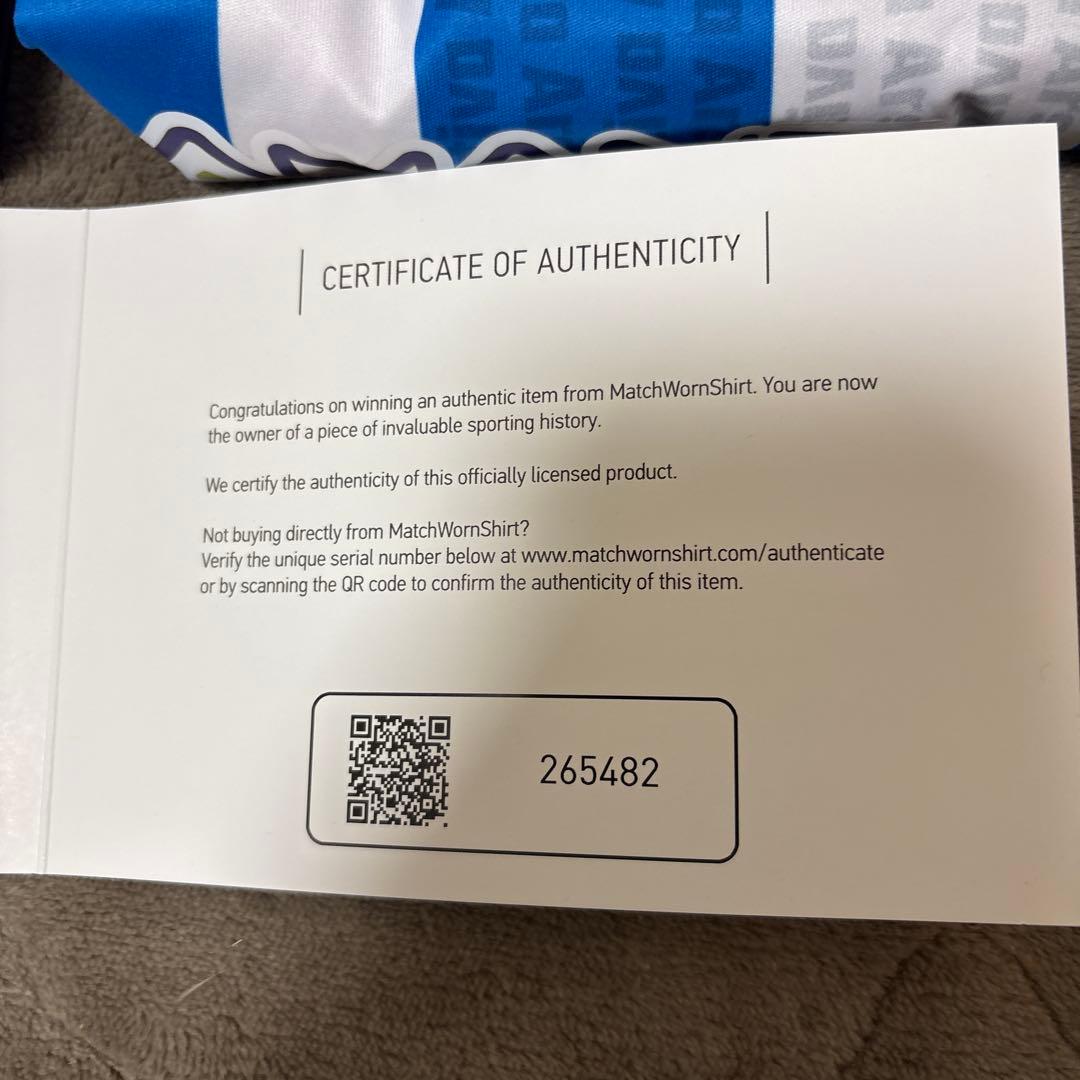 CERTIFICATE OF AUTHENTICITY
Congratulations on winning an authentic item from MatchWornShirt. You are now
the owner of a piece of invaluable sporting history.
We certify the authenticity of this officially licensed product.
Not buying directly from MatchWornShirt?
Verify the unique serial number below at www.matchwornshirt.com/authenticate
or by scanning the QR code to confirm the authenticity of this item.
265482